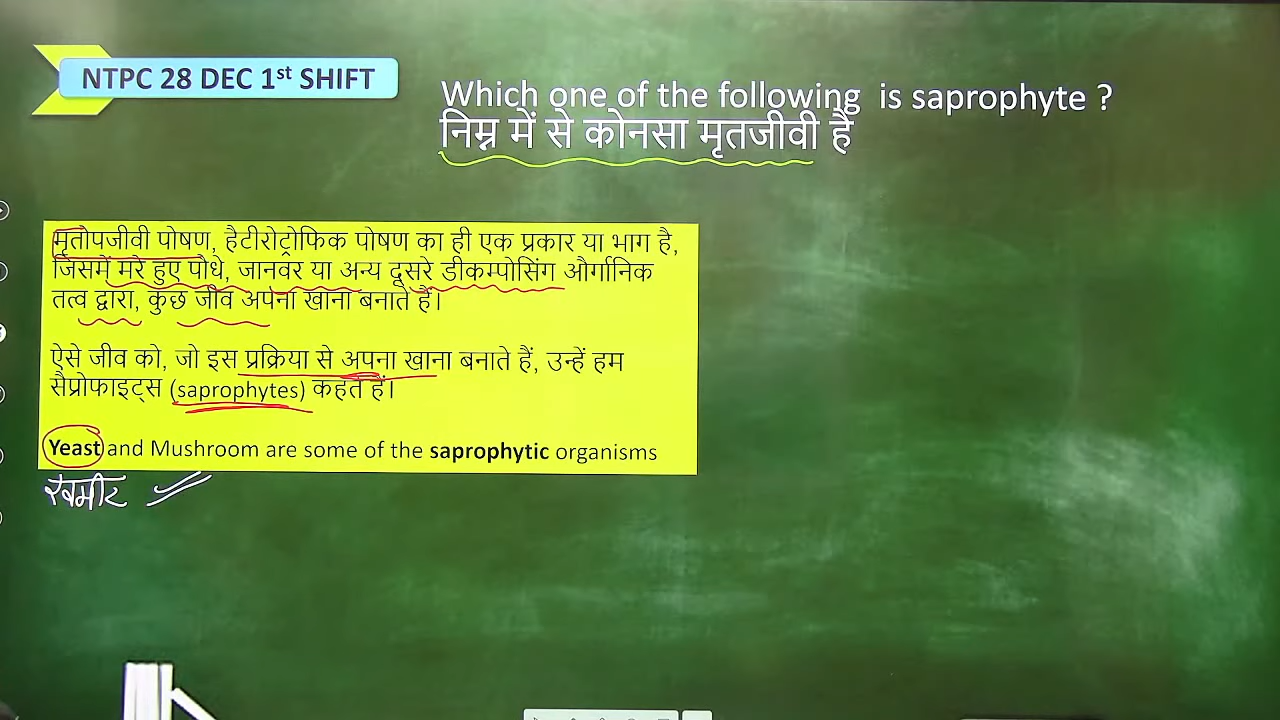 NTPC 28 DEC 1st SHIFT
Which one of the following is saprophyte ?
निम्न में से कोनसा मृतजीवी है
मृतोपजीवी पोषण, हैटीरोट्रोफिक पोषण का ही एक प्रकार या भाग है,
जिसमें मरे हुए पौधे, जानवर या अन्य दूसरे डीकम्पोसिंग और्गानिक
तत्व द्वारा, कुछ जीव अपना खाना बनाते हैं।
ऐसे जीव को, जो इस प्रक्रिया से अपना खाना बनाते हैं, उन्हें हम
सैप्रोफाइट्स (saprophytes) कहते हैं।
Yeast and Mushroom are some of the saprophytic organisms
खमीर